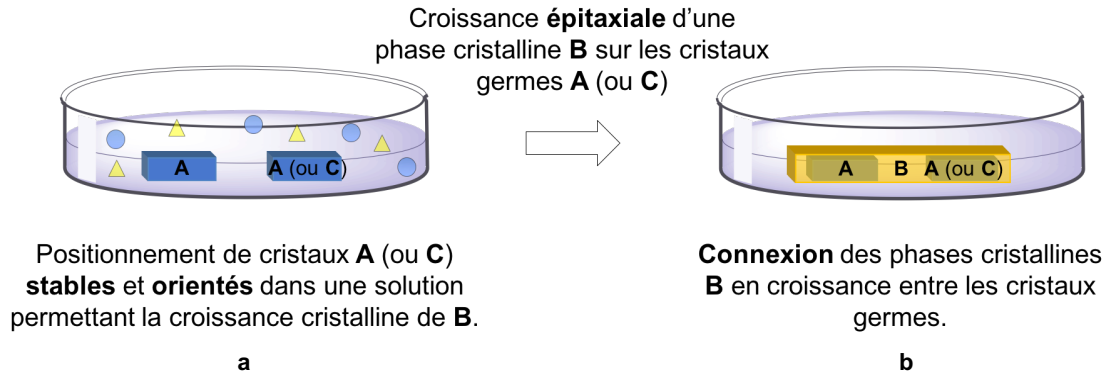 Croissance épitaxiale d’une
phase cristalline B sur les cristaux
germes A (ou C)
A
A (ou C)
A
B
A (ou C)
Positionnement de cristaux A (ou C)
stables et orientés dans une solution
permettant la croissance cristalline de B.
a
Connexion des phases cristallines
B en croissance entre les cristaux
germes.
b